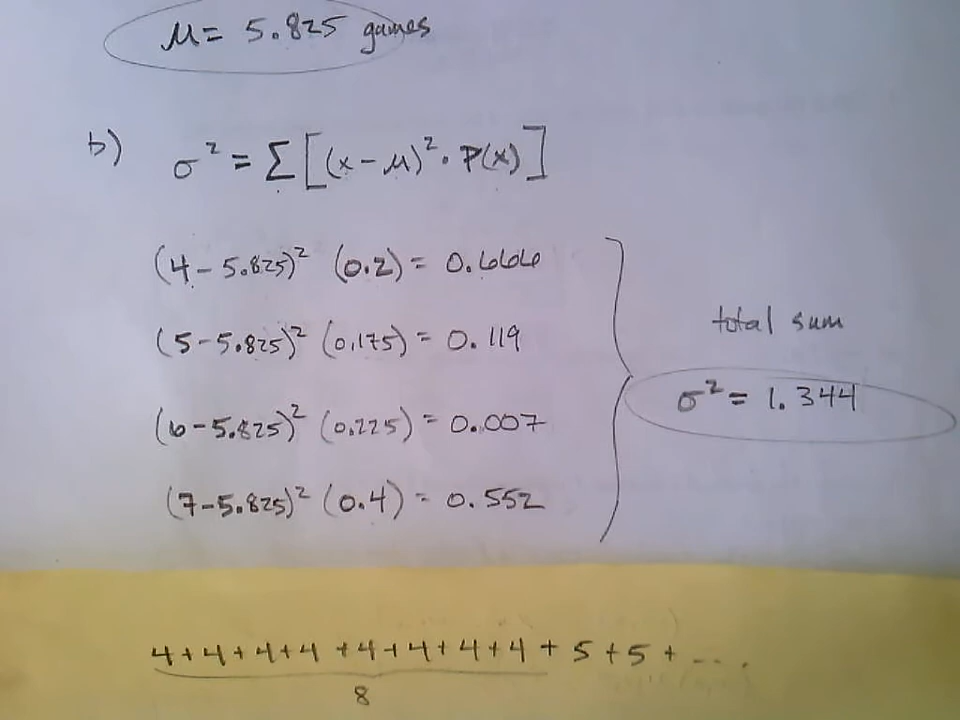 μ = 5.825 games
b) σ² = Σ [(x - μ)² · P(x)]
(4 - 5.825)² (0.2) = 0.666
(5 - 5.825)² (0.175) = 0.119
total sum
σ² = 1.344
(6 - 5.825)² (0.225) = 0.007
(7 - 5.825)² (0.4) = 0.552
4 + 4 + 4 + 4 + 4 + 4 + 4 + 4 + 5 + 5 + ....
8